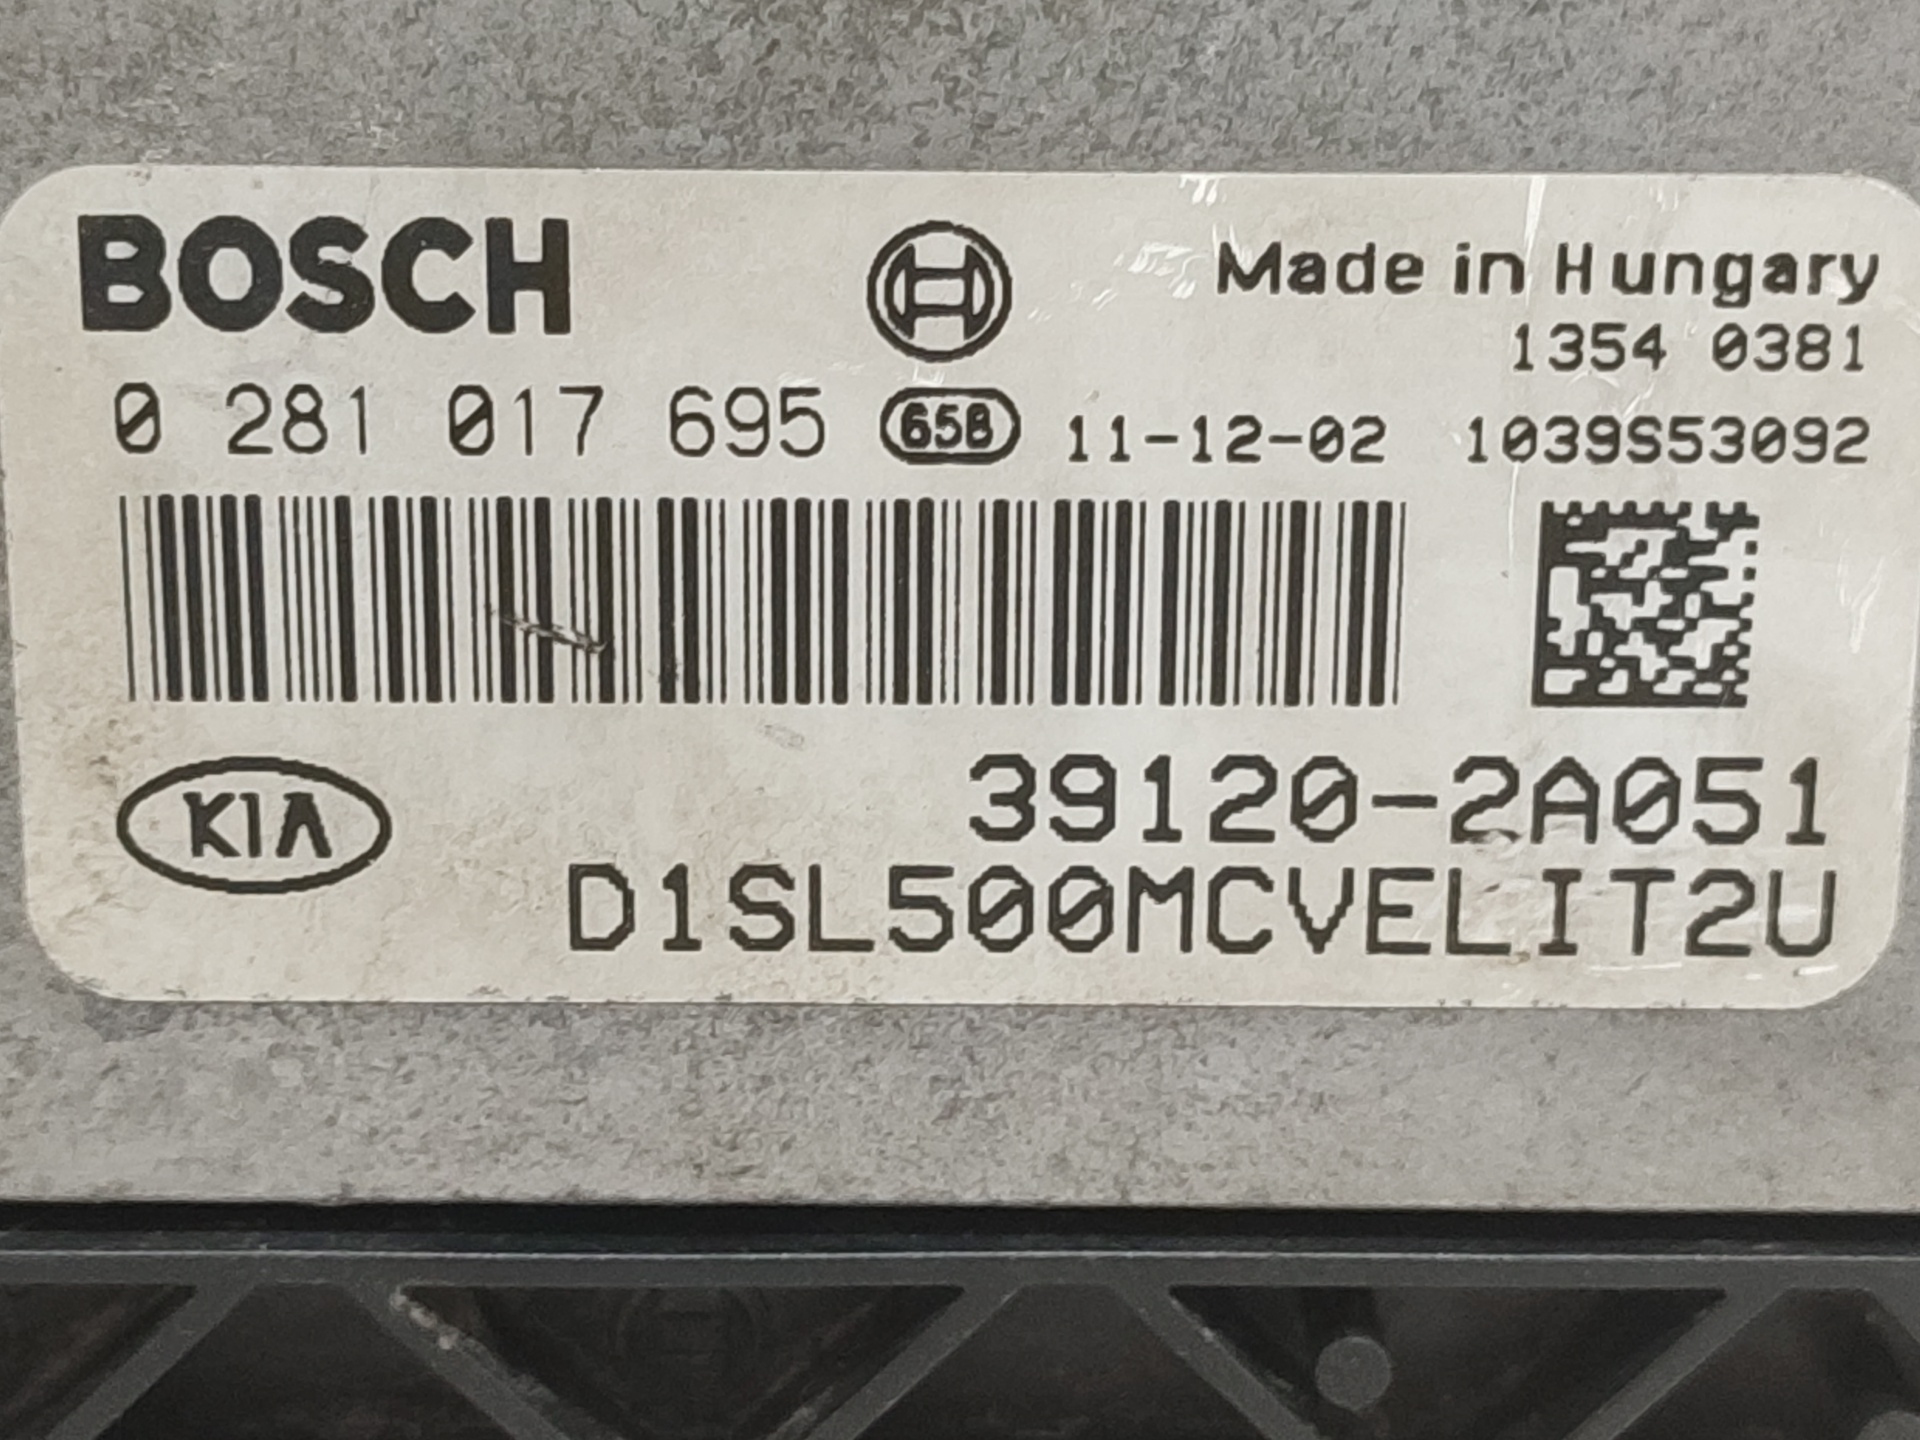 BOSCH
Made in Hungary
1354 0381
0 281 017 695 658 11-12-02 1039S53092
KIA
39120-2A051
D1SL500MCVELIT2U